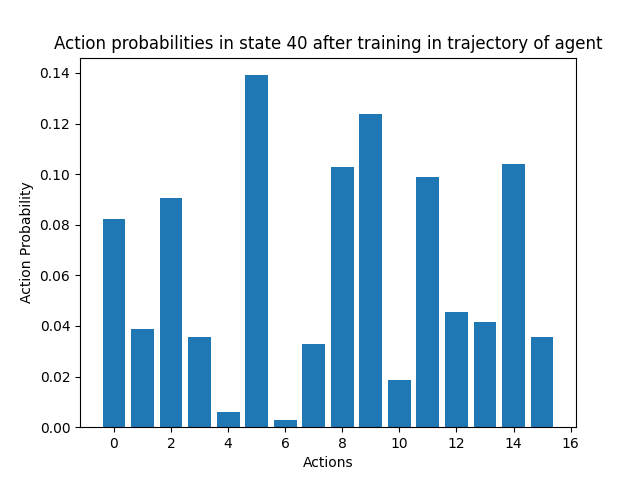 Action probabilities in state 40 after training in trajectory of agent
0.14
0.12
0.10
0.08
0.06
0.04
0.02
0.00
Action Probability
0 2 4 6 8 10 12 14 16
Actions